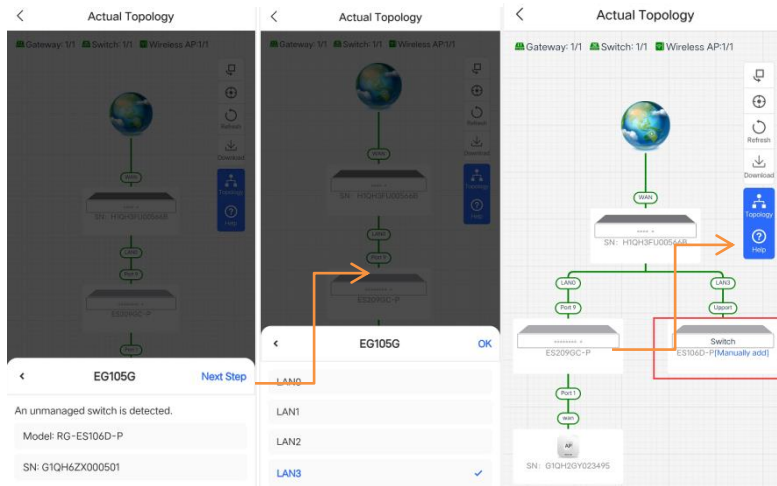 Actual Topology
Gateway: 1/1 Switch: 1/1 Wireless AP:1/1
Refresh
Download
WAN
Topology
Help
SN: H1QH3FU00566B
LAN0
Port 9
ES209GC-P
Port 1
EG105G
Next Step
An unmanaged switch is detected.
Model: RG-ES106D-P
SN: G1QH6ZX000501
Actual Topology
Gateway: 1/1 Switch: 1/1 Wireless AP:1/1
Refresh
Download
WAN
Topology
Help
SN: H1QH3FU00566B
LAN0
Port 9
ES209GC-P
EG105G
OK
LAN0
LAN1
LAN2
LAN3
Actual Topology
Gateway: 1/1 Switch: 1/1 Wireless AP:1/1
Refresh
Download
WAN
Topology
Help
SN: H1QH3FU00566B
LAN0
LAN3
Port 9
Upport
Switch
ES209GC-P
ES106D-P[Manually add]
Port 1
wan
AP
SN: G1QH2GY023495